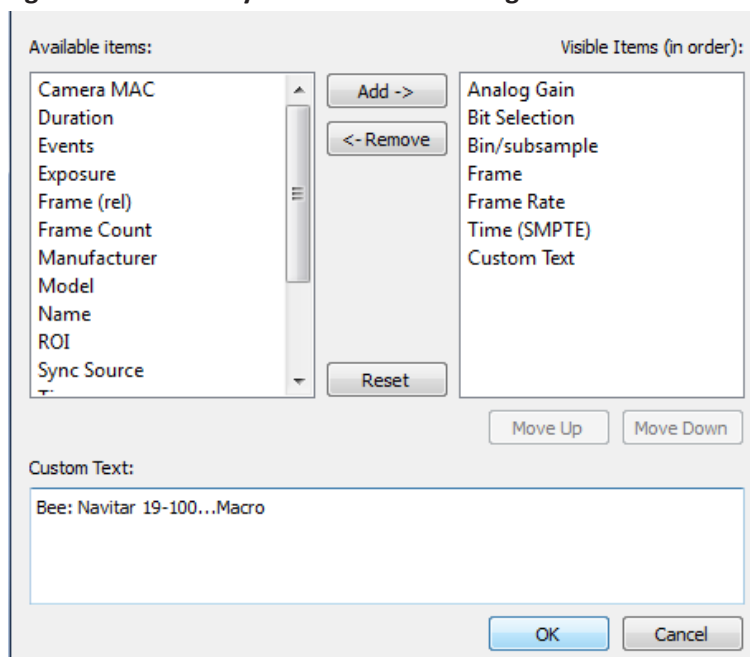 Available items:
Visible Items (in order):
Camera MAC
Duration
Events
Exposure
Frame (rel)
Frame Count
Manufacturer
Model
Name
ROI
Sync Source
Add ->
<- Remove
Reset
Analog Gain
Bit Selection
Bin/subsample
Frame
Frame Rate
Time (SMPTE)
Custom Text
Move Up
Move Down
Custom Text:
Bee: Navitar 19-100...Macro
OK
Cancel